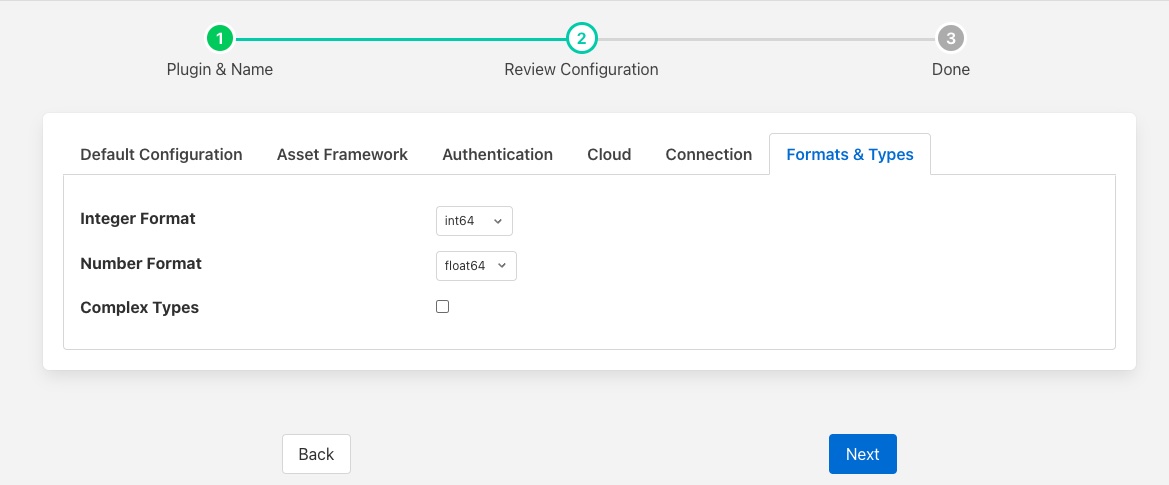 1 2 3
Plugin & Name Review Configuration Done
Default Configuration Asset Framework Authentication Cloud Connection Formats & Types
Integer Format int64
Number Format float64
Complex Types
Back Next